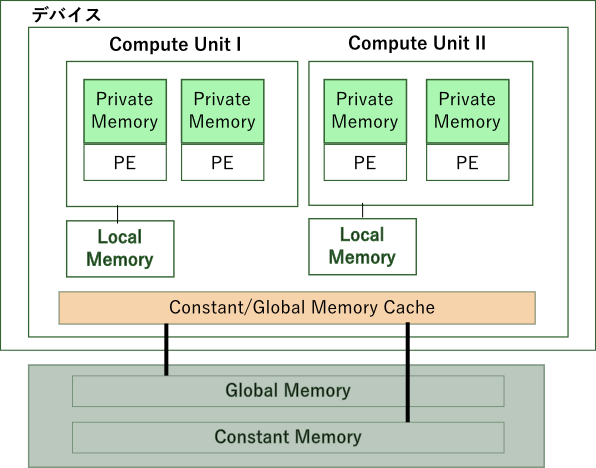 デバイス
Compute Unit I
Compute Unit II
Private
Memory
Private
Memory
Private
Memory
Private
Memory
PE
PE
PE
PE
Local
Memory
Local
Memory
Constant/Global Memory Cache
Global Memory
Constant Memory